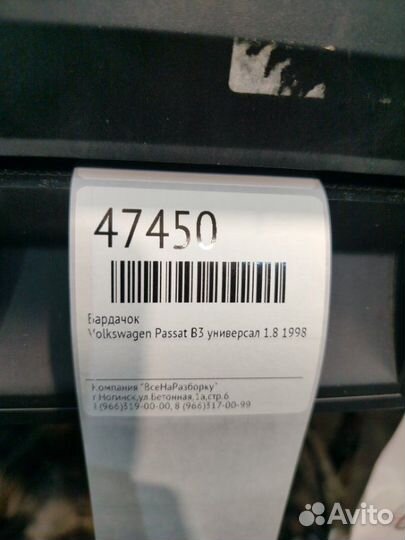 47450
Бардачок
Volkswagen Passat B3 универсал 1.8 1998
Компания "ВсеНаРазборку"
г.Ногинск,ул.Бетонная,1а,стр.6
8 (966)319-00-00, 8 (966)317-00-99
Avito